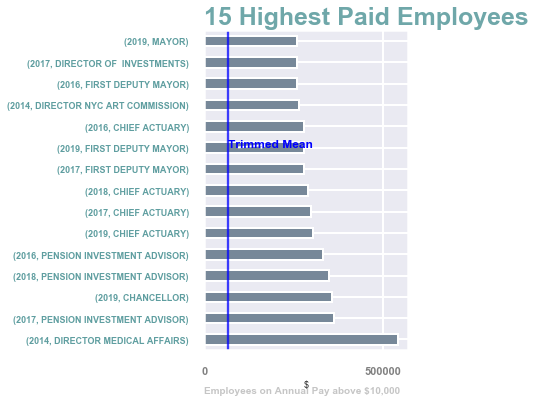 15 Highest Paid Employees
(2019, MAYOR)
(2017, DIRECTOR OF  INVESTMENTS)
(2016, FIRST DEPUTY MAYOR)
(2014, DIRECTOR NYC ART COMMISSION)
(2016, CHIEF ACTUARY)
(2019, FIRST DEPUTY MAYOR)
Trimmed Mean
(2017, FIRST DEPUTY MAYOR)
(2018, CHIEF ACTUARY)
(2017, CHIEF ACTUARY)
(2019, CHIEF ACTUARY)
(2016, PENSION INVESTMENT ADVISOR)
(2018, PENSION INVESTMENT ADVISOR)
(2019, CHANCELLOR)
(2017, PENSION INVESTMENT ADVISOR)
(2014, DIRECTOR MEDICAL AFFAIRS)
0 500000
$
Employees on Annual Pay above $10,000